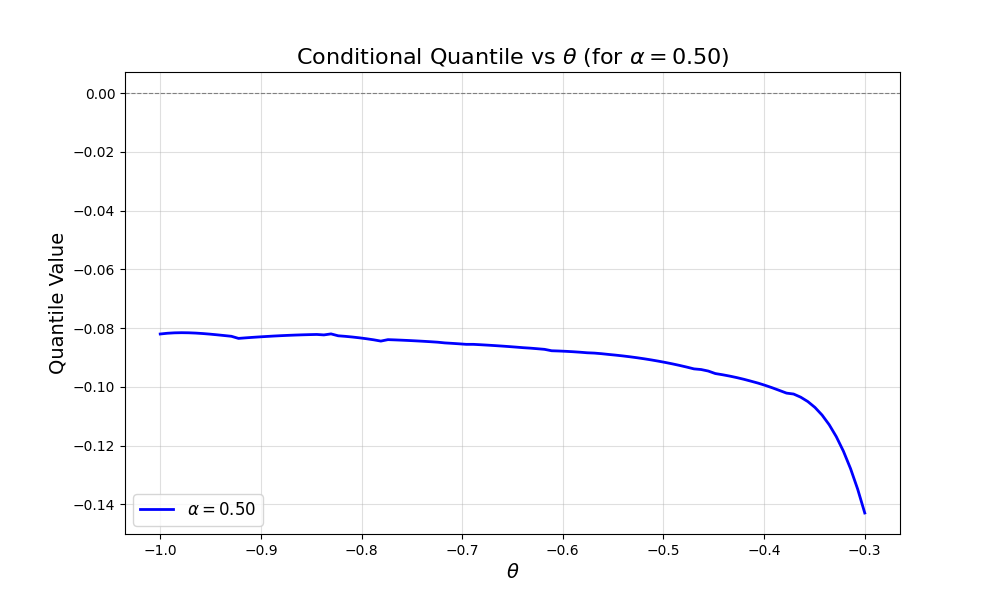 Conditional Quantile vs θ (for α = 0.50)
Quantile Value
0.00
−0.02
−0.04
−0.06
−0.08
−0.10
−0.12
−0.14
α = 0.50
−1.0 −0.9 −0.8 −0.7 −0.6 −0.5 −0.4 −0.3
θ